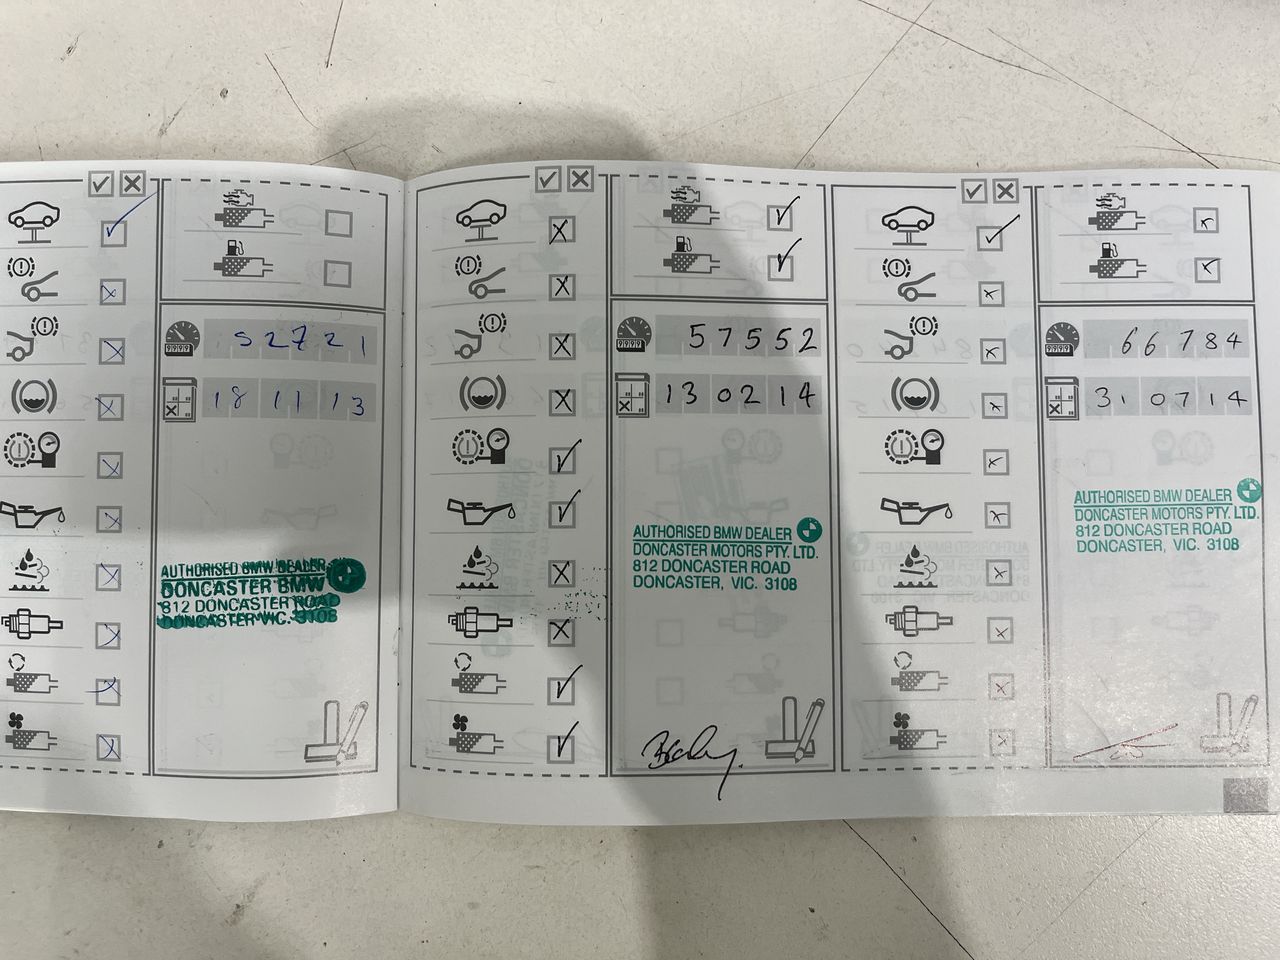 52721
18 11 13
AUTHORISED BMW DEALER
DONCASTER BMW
812 DONCASTER ROAD
DONCASTER VIC. 3108
57552
13 02 14
AUTHORISED BMW DEALER
DONCASTER MOTORS PTY. LTD.
812 DONCASTER ROAD
DONCASTER, VIC. 3108
66784
31 07 14
AUTHORISED BMW DEALER
DONCASTER MOTORS PTY. LTD.
812 DONCASTER ROAD
DONCASTER, VIC. 3108